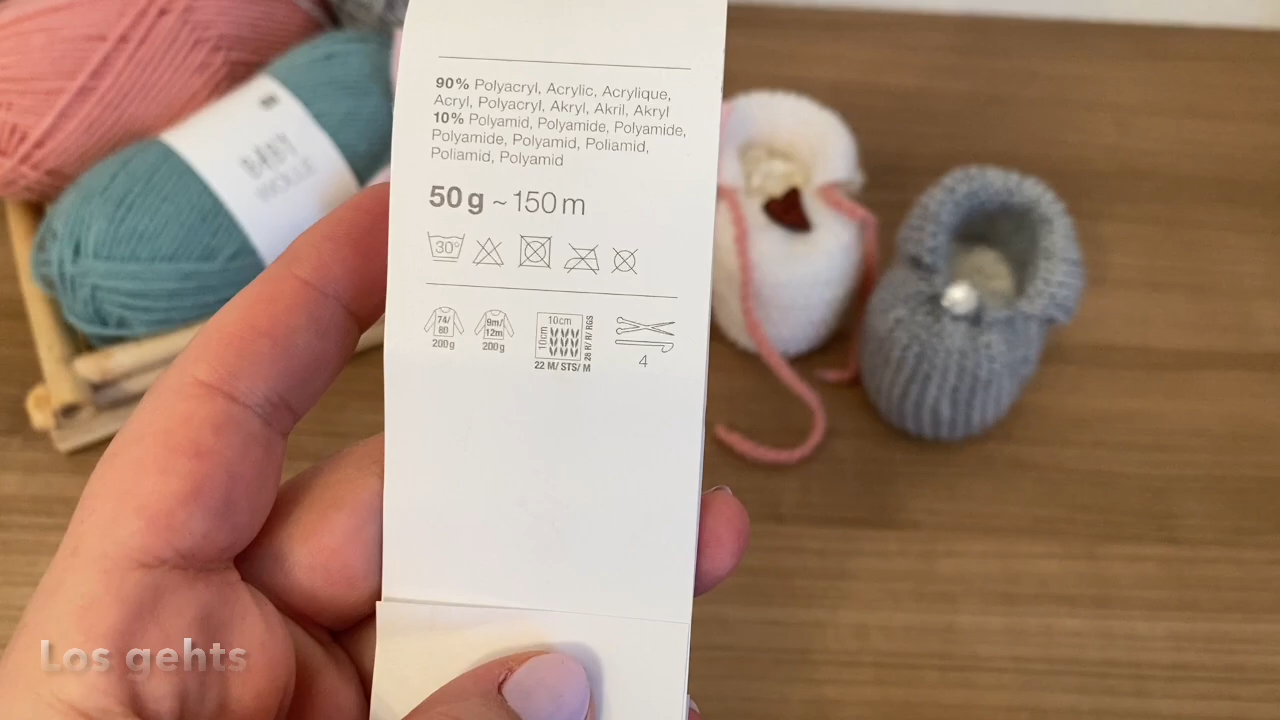 90% Polyacryl, Acrylic, Acrylique,
Acryl, Polyacryl, Akryl, Akril, Akryl
10% Polyamid, Polyamide, Polyamide,
Polyamide, Polyamid, Poliamid,
Poliamid, Polyamid
50 g ~ 150 m
30°
74/
80
200g
9m/
12m
200g
10cm
10cm
28 R/ R/ RGS
22 M/ STS/ M
4
BABY
WOLLE
Los gehts